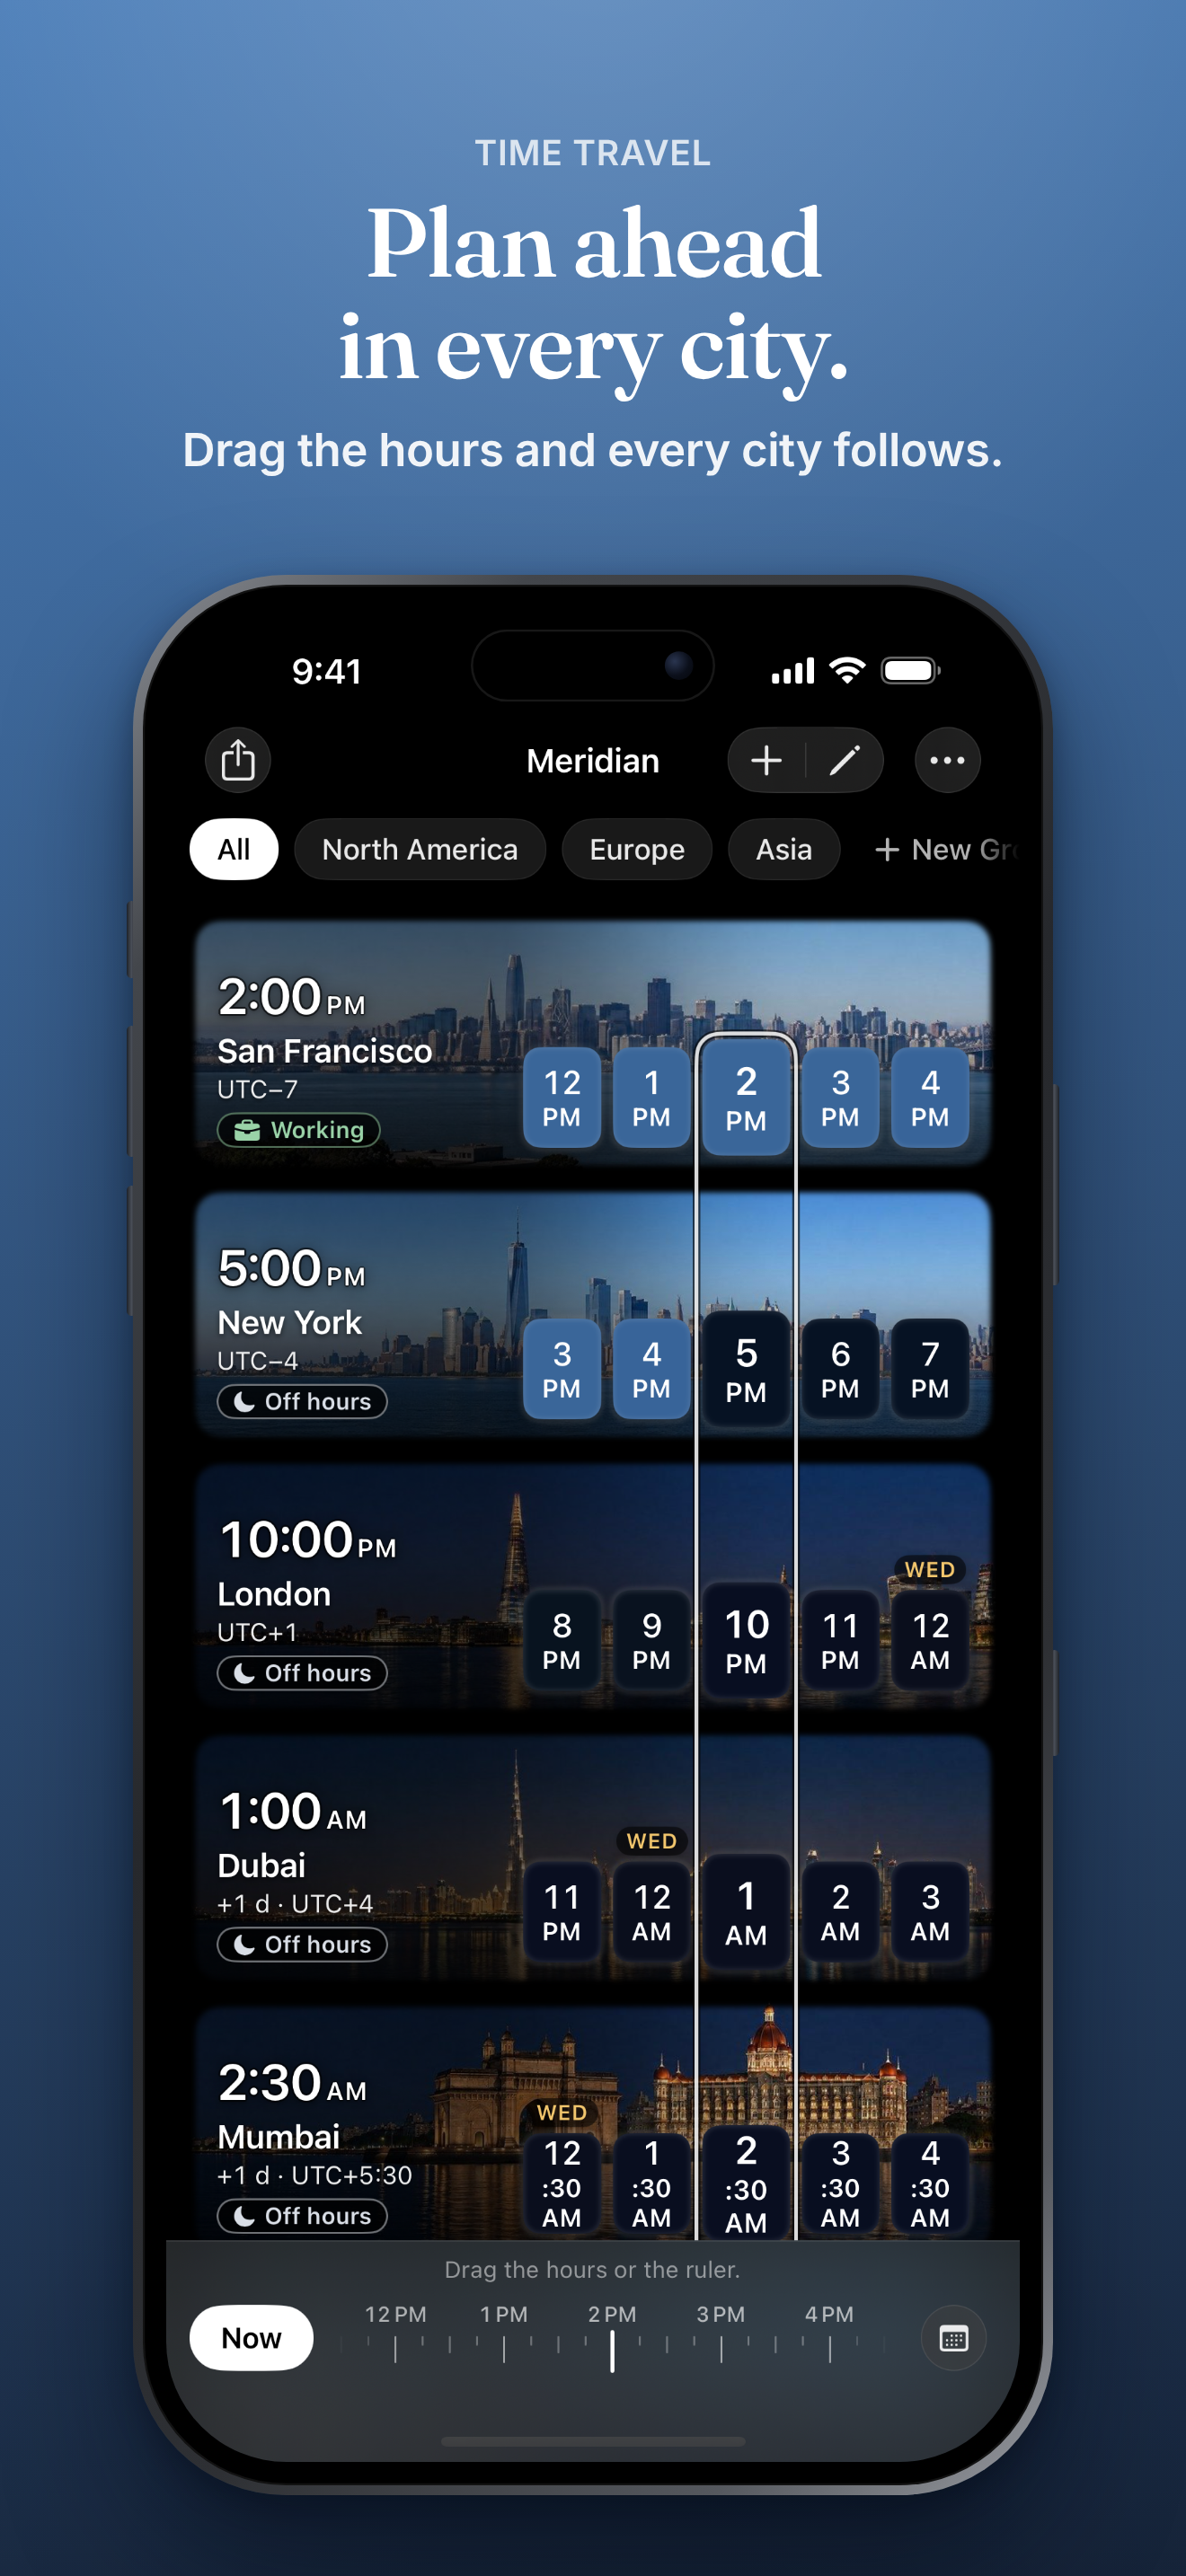 TIME TRAVEL
Plan ahead
in every city.
Drag the hours and every city follows.
9:41
Meridian
All
North America
Europe
Asia
+ New
2:00 PM
San Francisco
UTC−7
Working
12 PM
1 PM
2 PM
3 PM
4 PM
5:00 PM
New York
UTC−4
Off hours
3 PM
4 PM
5 PM
6 PM
7 PM
10:00 PM
London
UTC+1
Off hours
WED
8 PM
9 PM
10 PM
11 PM
12 AM
1:00 AM
Dubai
+1 d · UTC+4
Off hours
WED
11 PM
12 AM
1 AM
2 AM
3 AM
2:30 AM
Mumbai
+1 d · UTC+5:30
Off hours
WED
12 :30 AM
1 :30 AM
2 :30 AM
3 :30 AM
4 :30 AM
Drag the hours or the ruler.
Now
12 PM 1 PM 2 PM 3 PM 4 PM